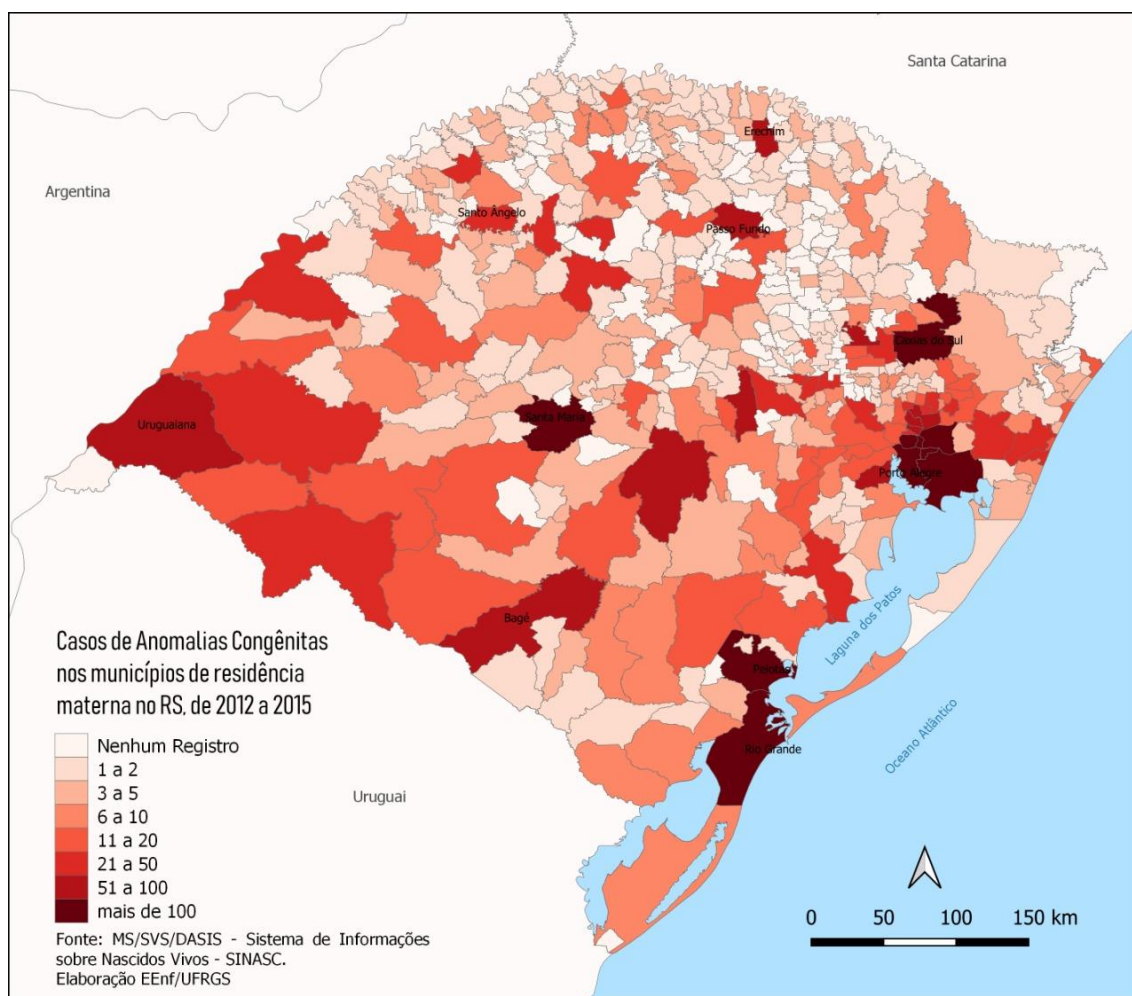 Santa Catarina
Argentina
Erechim
Santo Ângelo
Passo Fundo
Caxias do Sul
Uruguaiana
Santa Maria
Porto Alegre
Bagé
Laguna dos Patos
Pelotas
Rio Grande
Oceano Atlântico
Uruguai
Casos de Anomalias Congênitas
nos municípios de residência
materna no RS, de 2012 a 2015
Nenhum Registro
1 a 2
3 a 5
6 a 10
11 a 20
21 a 50
51 a 100
mais de 100
Fonte: MS/SVS/DASIS - Sistema de Informações
sobre Nascidos Vivos - SINASC.
Elaboração EEnf/UFRGS
0 50 100 150 km